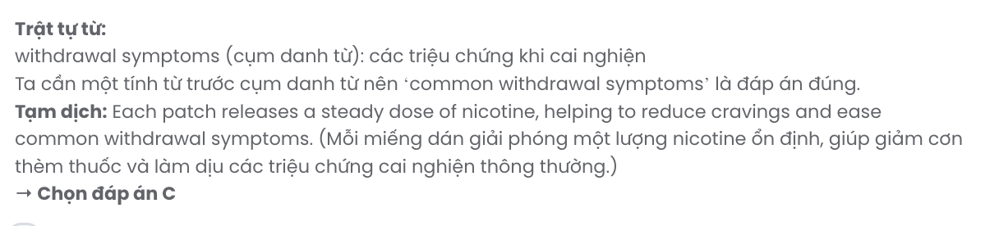 Trật tự từ:
withdrawal symptoms (cụm danh từ): các triệu chứng khi cai nghiện
Ta cần một tính từ trước cụm danh từ nên ‘common withdrawal symptoms’ là đáp án đúng.
Tạm dịch: Each patch releases a steady dose of nicotine, helping to reduce cravings and ease
common withdrawal symptoms. (Mỗi miếng dán giải phóng một lượng nicotine ổn định, giúp giảm cơn
thèm thuốc và làm dịu các triệu chứng cai nghiện thông thường.)
→ Chọn đáp án C